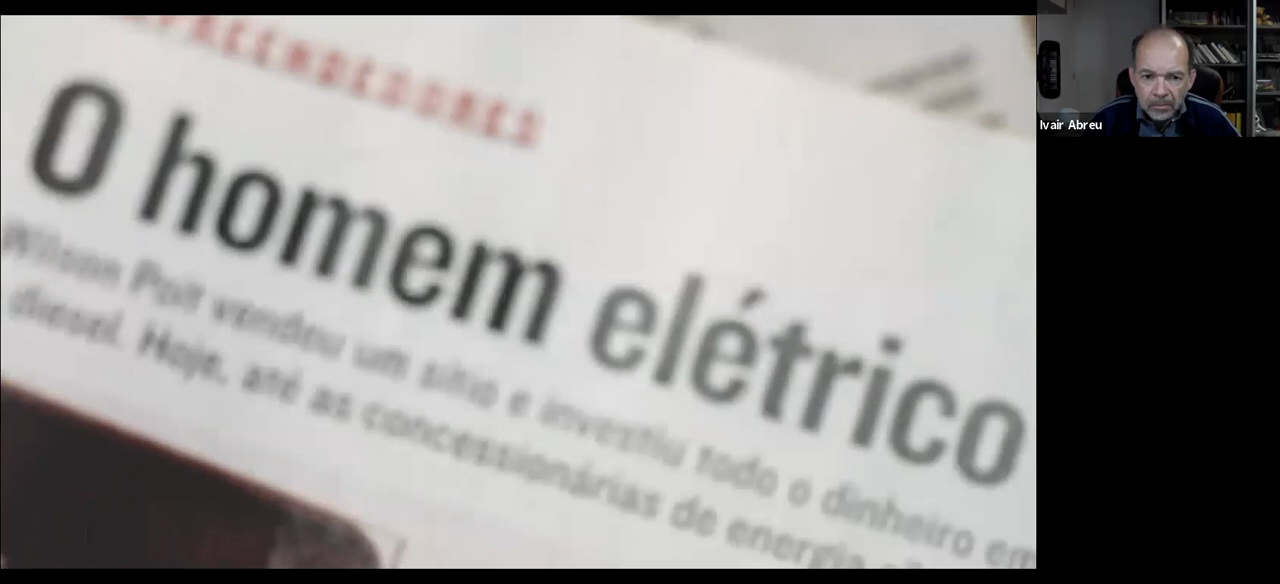 O homem elétrico
Wilson Poit vendeu um sítio e investiu todo o dinheiro em
diesel. Hoje, até as concessionárias de energia
Ivair Abreu